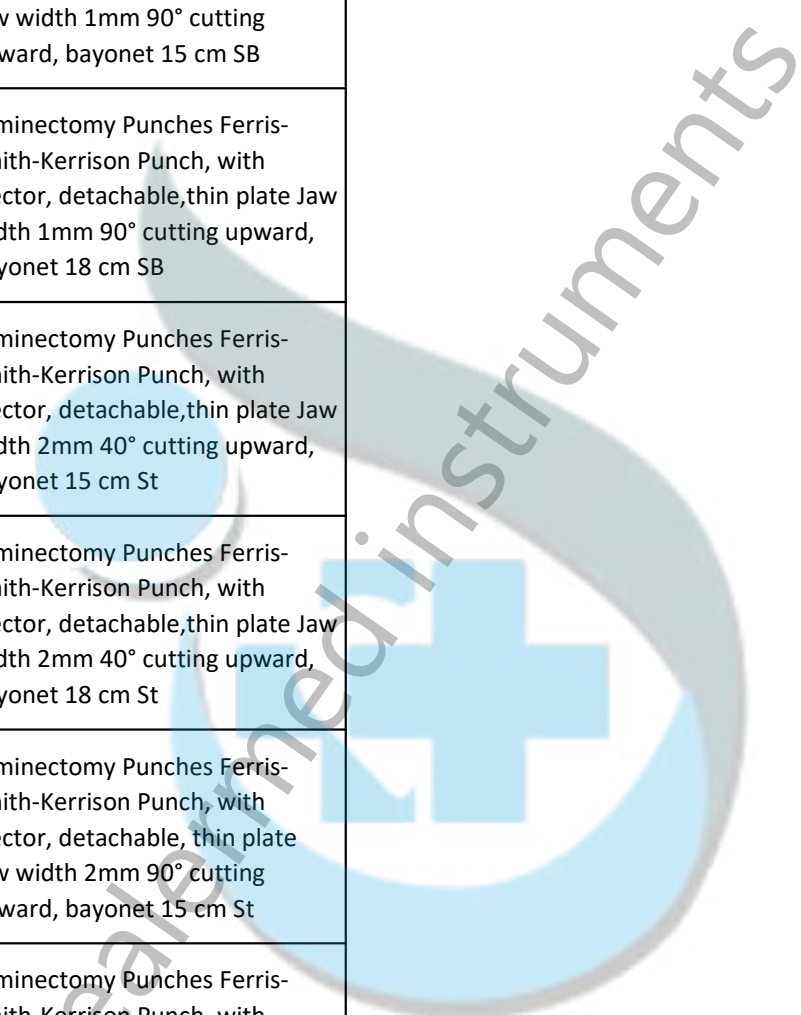 w width 1mm 90° cutting
ward, bayonet 15 cm SB
minectomy Punches Ferris-
ith-Kerrison Punch, with
ector, detachable,thin plate Jaw
dth 1mm 90° cutting upward,
yonet 18 cm SB
minectomy Punches Ferris-
ith-Kerrison Punch, with
ector, detachable,thin plate Jaw
dth 2mm 40° cutting upward,
yonet 15 cm St
minectomy Punches Ferris-
ith-Kerrison Punch, with
ector, detachable,thin plate Jaw
dth 2mm 40° cutting upward,
yonet 18 cm St
minectomy Punches Ferris-
ith-Kerrison Punch, with
ector, detachable, thin plate
w width 2mm 90° cutting
ward, bayonet 15 cm St
minectomy Punches Ferris-
ith-Kerrison Punch, with
ealermed instruments